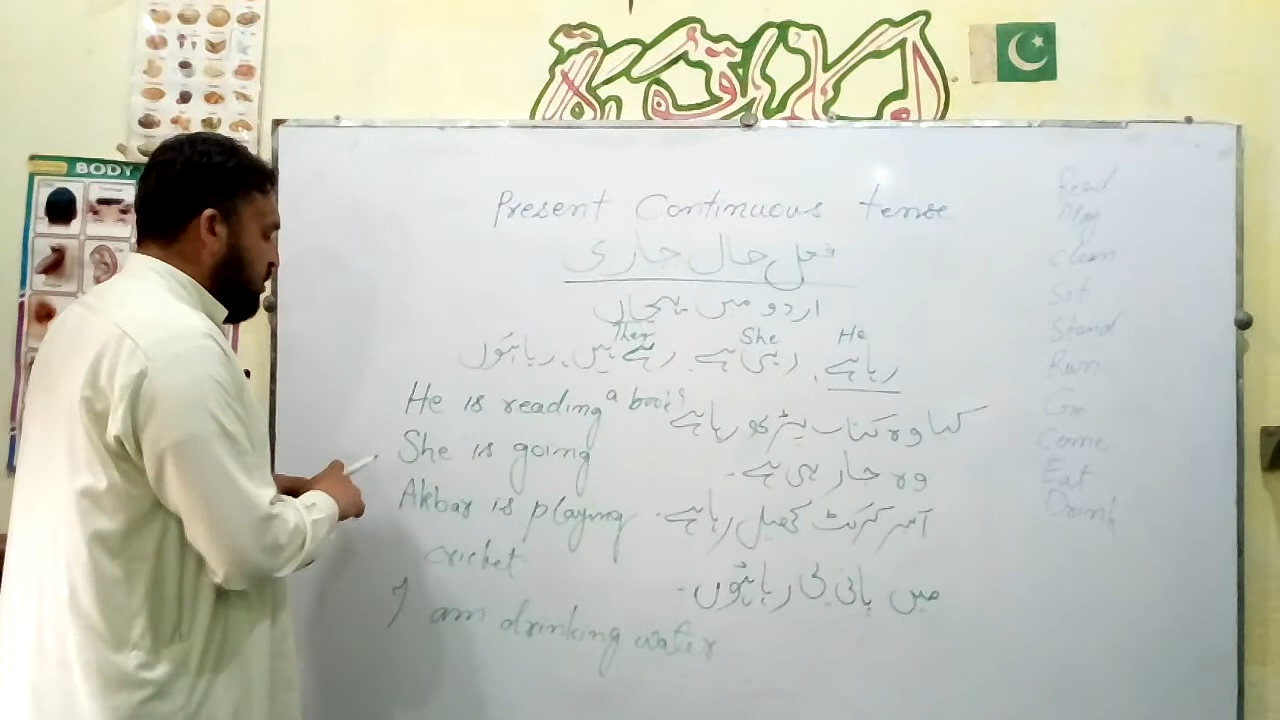 BODY
Present Continuous tense
فعل حال جاری
اردو میں پہچان
They She He
رہا ہے، رہی ہے، رہے ہیں، رہا ہوں
He is reading a book?
کیا وہ کتاب پڑھ رہا ہے
She is going
وہ جا رہی ہے۔
Akbar is playing
cricket
کرکٹ کھیل رہا ہے۔
میں پانی پی رہا ہوں۔
I am drinking water
Read
Play
clean
Sit
Stand
Run
Go
Come
Eat
Drink